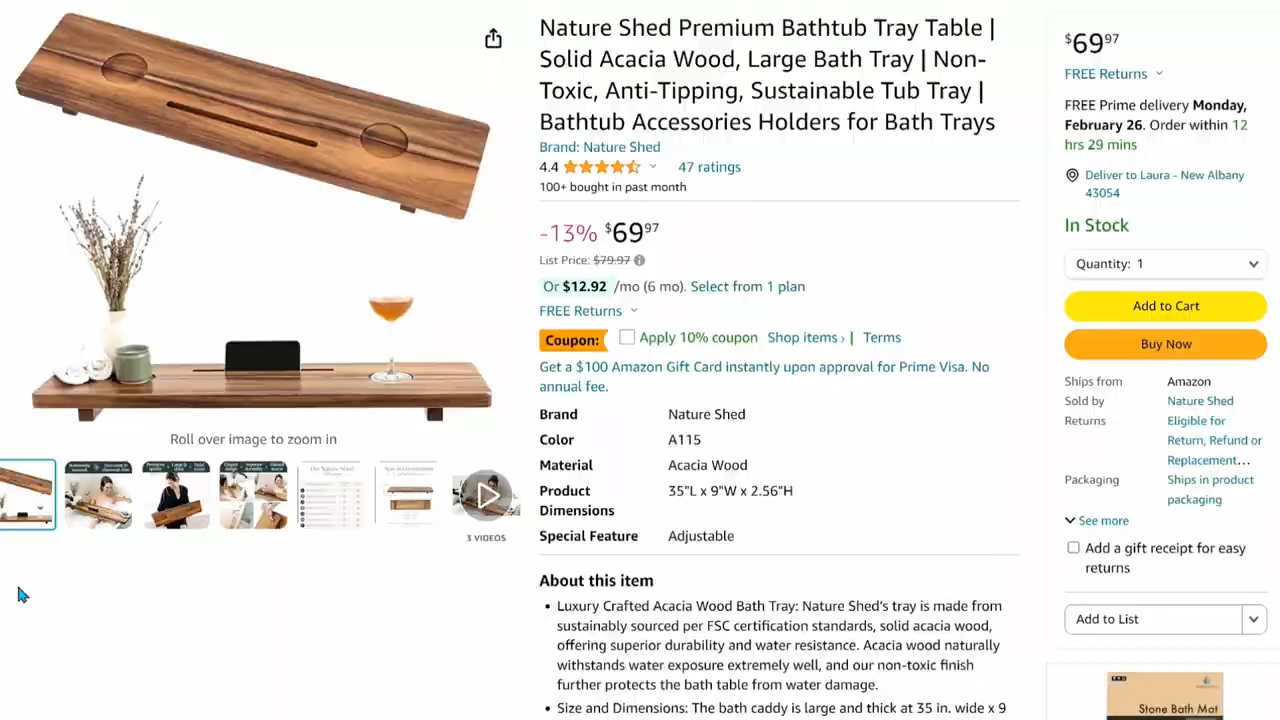 Nature Shed Premium Bathtub Tray Table |
Solid Acacia Wood, Large Bath Tray | Non-
Toxic, Anti-Tipping, Sustainable Tub Tray |
Bathtub Accessories Holders for Bath Trays
Brand: Nature Shed
4.4 47 ratings
100+ bought in past month
-13% $69 97
List Price: $79.97
Or $12.92 /mo (6 mo). Select from 1 plan
FREE Returns
Coupon: Apply 10% coupon Shop items › | Terms
Get a $100 Amazon Gift Card instantly upon approval for Prime Visa. No
annual fee.
Brand Nature Shed
Color A115
Material Acacia Wood
Product 35"L x 9"W x 2.56"H
Dimensions
Special Feature Adjustable
About this item
• Luxury Crafted Acacia Wood Bath Tray: Nature Shed's tray is made from
sustainably sourced per FSC certification standards, solid acacia wood,
offering superior durability and water resistance. Acacia wood naturally
withstands water exposure extremely well, and our non-toxic finish
further protects the bath table from water damage.
• Size and Dimensions: The bath caddy is large and thick at 35 in. wide x 9
Roll over image to zoom in
3 VIDEOS
$69 97
FREE Returns
FREE Prime delivery Monday,
February 26. Order within 12
hrs 29 mins
Deliver to Laura - New Albany
43054
In Stock
Quantity: 1
Add to Cart
Buy Now
Ships from Amazon
Sold by Nature Shed
Returns Eligible for
Return, Refund or
Replacement...
Packaging Ships in product
packaging
See more
Add a gift receipt for easy
returns
Add to List
Stone Bath Mat